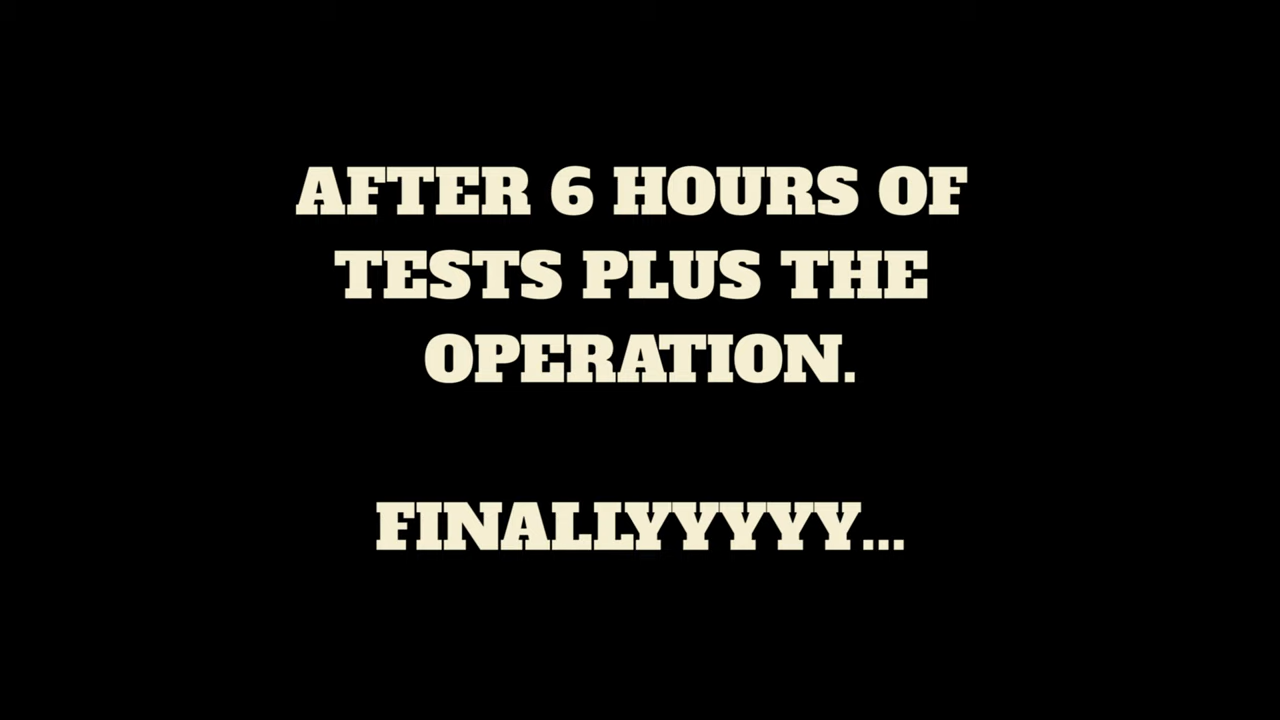 AFTER 6 HOURS OF
TESTS PLUS THE
OPERATION.
FINALLYYYYY...